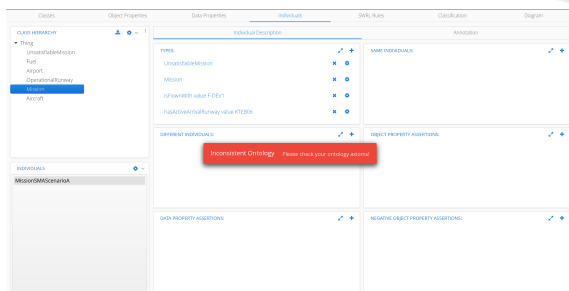 Classes Object Properties Data Properties Individuals SWRL Rules Classification Diagram
CLASS HIERARCHY
Thing
UnsatisfiableMission
Fuel
Airport
OperationalRunway
Mission
Aircraft
INDIVIDUALS
MissionSMAScenarioA
Individual Description Annotation
TYPES:
UnsatisfiableMission
Mission
isFlownWith value F-DEV1
hasActiveArrivalRunway value KTEB06
SAME INDIVIDUALS:
DIFFERENT INDIVIDUALS:
OBJECT PROPERTY ASSERTIONS:
Inconsistent Ontology Please check your ontology axioms!
DATA PROPERTY ASSERTIONS:
NEGATIVE OBJECT PROPERTY ASSERTIONS: